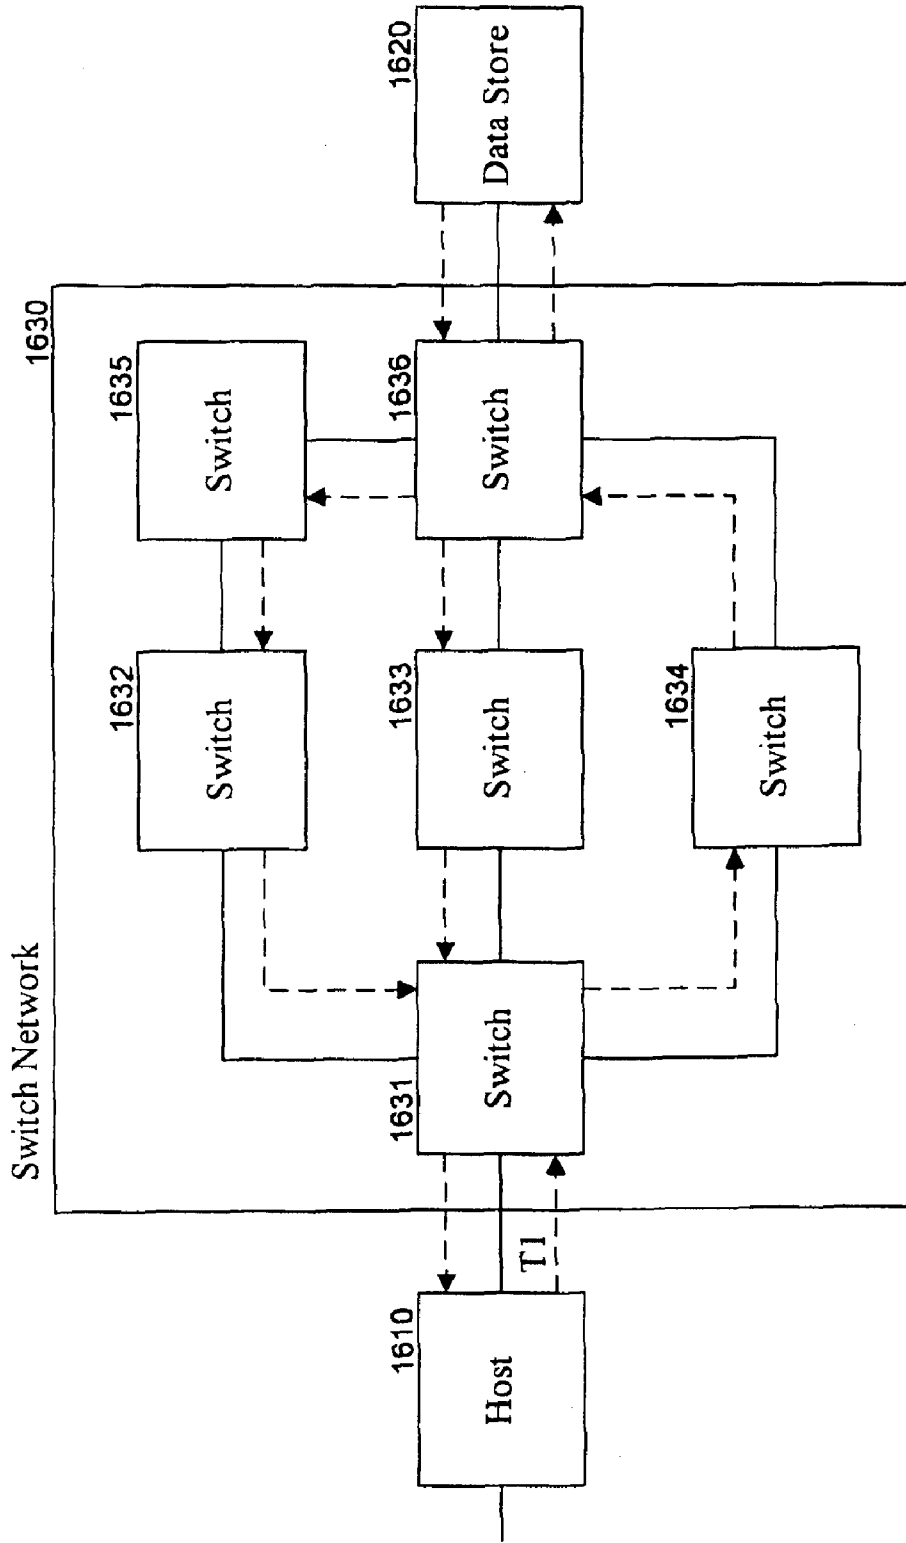 Switch Network
1630
Host
1610
T1
Switch
1631
Switch
1632
Switch
1633
Switch
1634
Switch
1635
Switch
1636
Data Store
1620